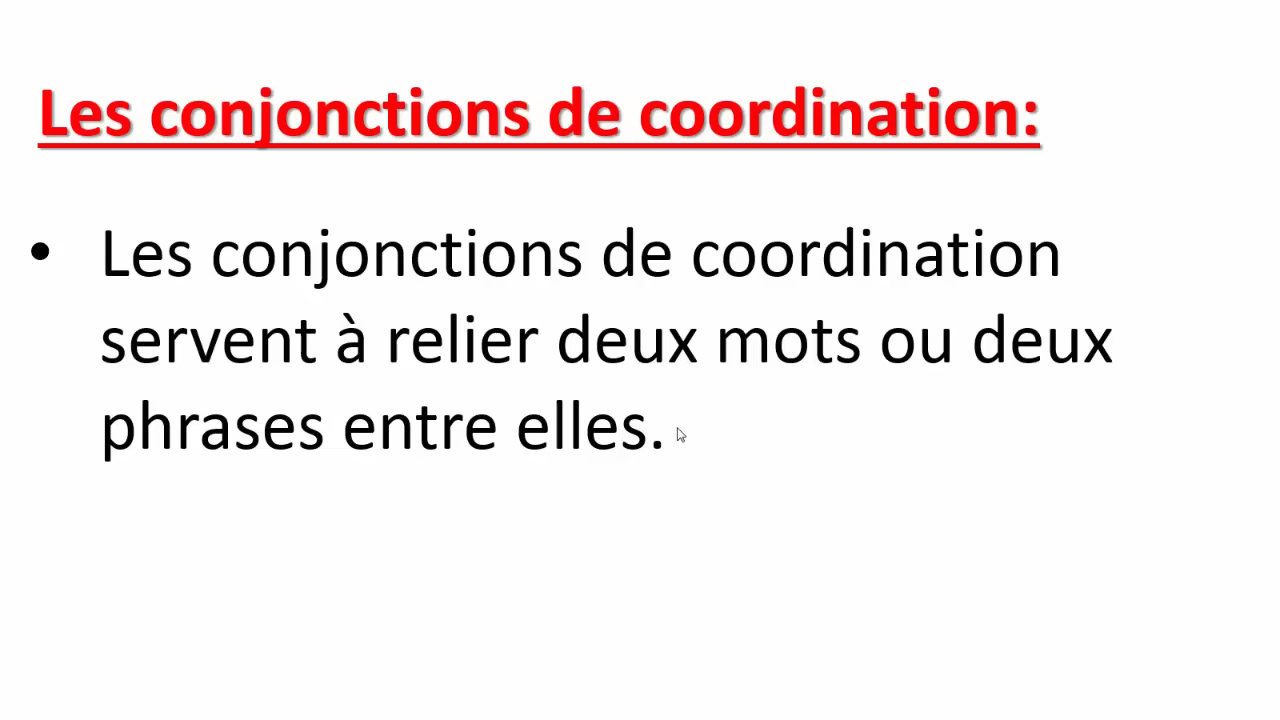 Les conjonctions de coordination:
• Les conjonctions de coordination
servent à relier deux mots ou deux
phrases entre elles.